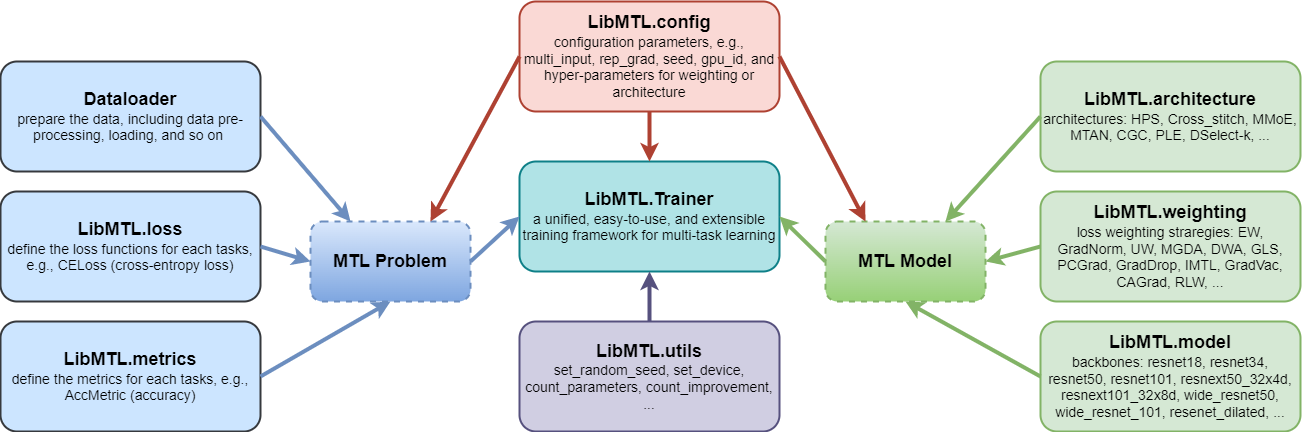 LibMTL.config
configuration parameters, e.g.,
multi_input, rep_grad, seed, gpu_id, and
hyper-parameters for weighting or
architecture
Dataloader
prepare the data, including data pre-
processing, loading, and so on
LibMTL.loss
define the loss functions for each tasks,
e.g., CELoss (cross-entropy loss)
LibMTL.metrics
define the metrics for each tasks, e.g.,
AccMetric (accuracy)
MTL Problem
LibMTL.Trainer
a unified, easy-to-use, and extensible
training framework for multi-task learning
LibMTL.utils
set_random_seed, set_device,
count_parameters, count_improvement,
...
MTL Model
LibMTL.architecture
architectures: HPS, Cross_stitch, MMoE,
MTAN, CGC, PLE, DSelect-k, ...
LibMTL.weighting
loss weighting straregies: EW,
GradNorm, UW, MGDA, DWA, GLS,
PCGrad, GradDrop, IMTL, GradVac,
CAGrad, RLW, ...
LibMTL.model
backbones: resnet18, resnet34,
resnet50, resnet101, resnext50_32x4d,
resnext101_32x8d, wide_resnet50,
wide_resnet_101, resenet_dilated, ...